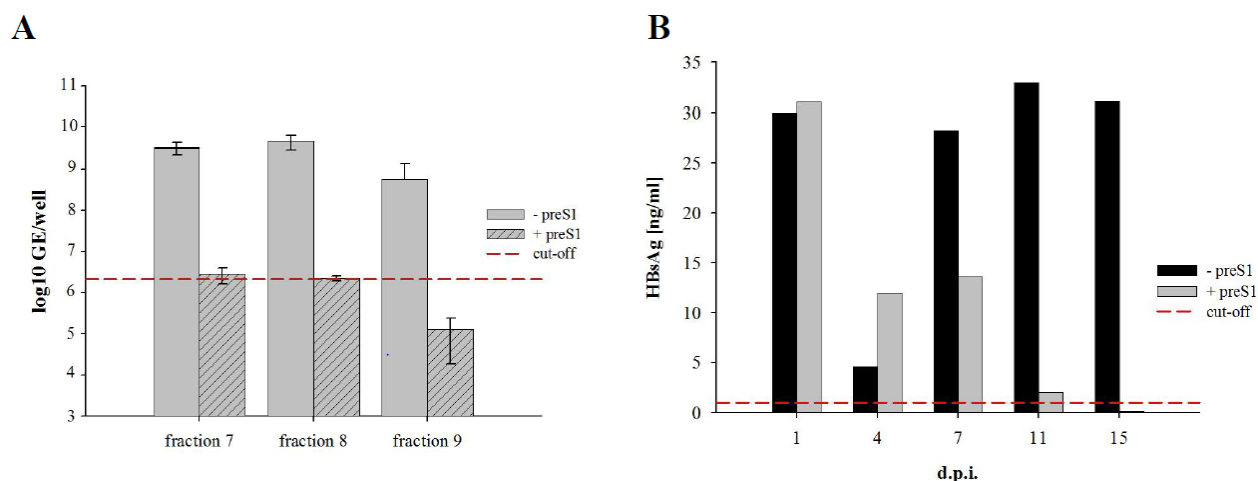 A
log10 GE/well
11
10
9
8
7
6
5
4
3
fraction 7
fraction 8
fraction 9
- preS1
+ preS1
cut-off
B
HBsAg [ng/ml]
35
30
25
20
15
10
5
0
1
4
7
11
15
d.p.i.
- preS1
+ preS1
cut-off